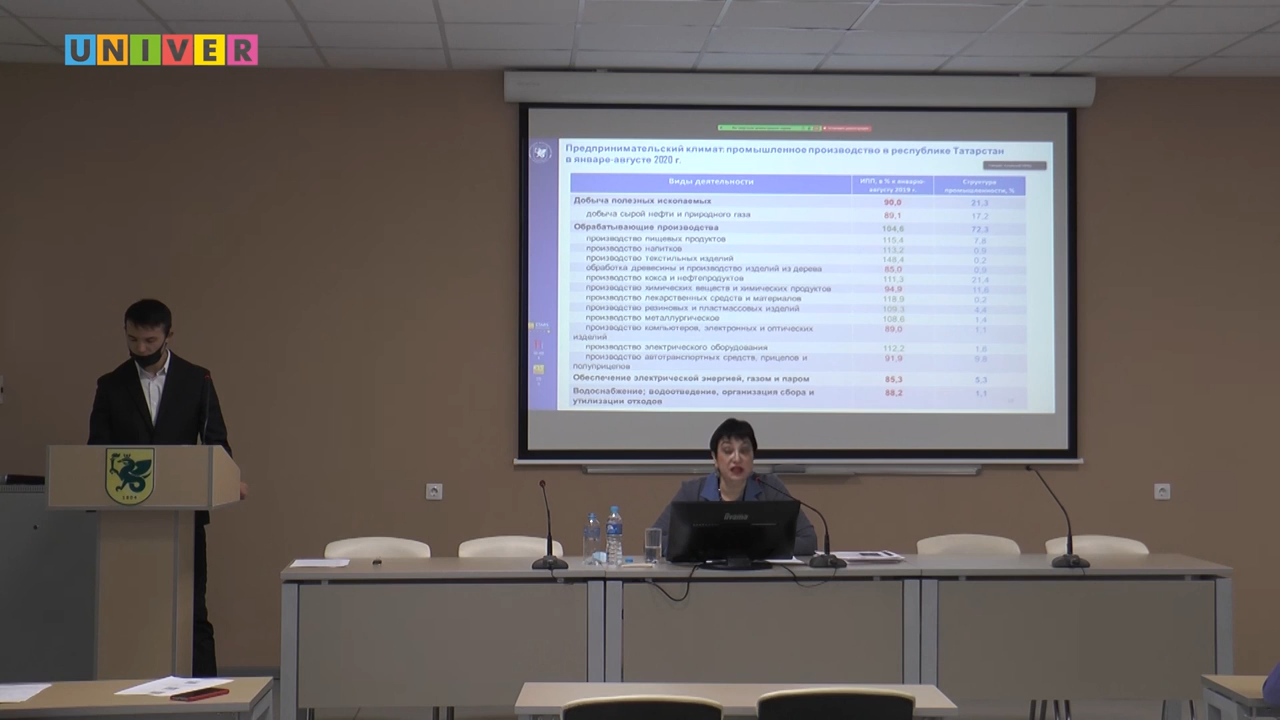 UNIVER
Предпринимательский климат: промышленное производство в республике Татарстан
в январе-августе 2020 г.
Виды деятельности ИПП, в % к январю- Структура
августу 2019 г. промышленности, %
Добыча полезных ископаемых 90,0 21,3
добыча сырой нефти и природного газа 89,1 17,2
Обрабатывающие производства 104,6 72,3
производство пищевых продуктов 115,4 7,8
производство напитков 113,2 0,9
производство текстильных изделий 148,4 0,2
обработка древесины и производство изделий из дерева 85,0 0,9
производство кокса и нефтепродуктов 111,3 21,4
производство химических веществ и химических продуктов 94,9 11,6
производство лекарственных средств и материалов 118,9 0,2
производство резиновых и пластмассовых изделий 109,3 4,4
производство металлургическое 108,6 1,4
производство компьютеров, электронных и оптических 89,0 1,1
изделий
производство электрического оборудования 112,2 1,6
производство автотранспортных средств, прицепов и 91,9 9,8
полуприцепов
Обеспечение электрической энергией, газом и паром 85,3 5,3
Водоснабжение; водоотведение, организация сбора и 88,2 1,1
утилизации отходов
1804
iiyama